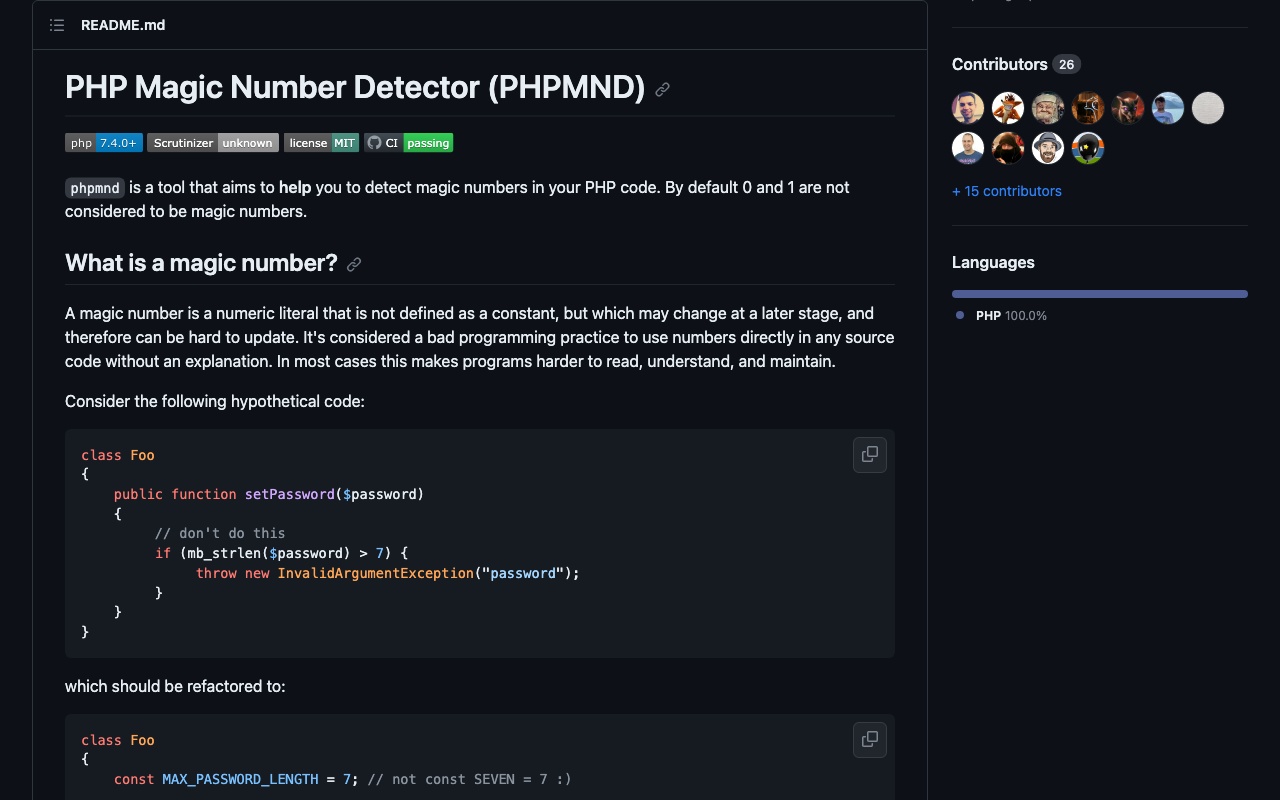 README.md
PHP Magic Number Detector (PHPMND)
php 7.4.0+ Scrutinizer unknown license MIT CI passing
phpmnd is a tool that aims to help you to detect magic numbers in your PHP code. By default 0 and 1 are not
considered to be magic numbers.
What is a magic number?
A magic number is a numeric literal that is not defined as a constant, but which may change at a later stage, and
therefore can be hard to update. It's considered a bad programming practice to use numbers directly in any source
code without an explanation. In most cases this makes programs harder to read, understand, and maintain.
Consider the following hypothetical code:
class Foo
{
    public function setPassword($password)
    {
         // don't do this
         if (mb_strlen($password) > 7) {
              throw new InvalidArgumentException("password");
         }
    }
}
which should be refactored to:
class Foo
{
    const MAX_PASSWORD_LENGTH = 7; // not const SEVEN = 7 :)
Contributors 26
+ 15 contributors
Languages
PHP 100.0%